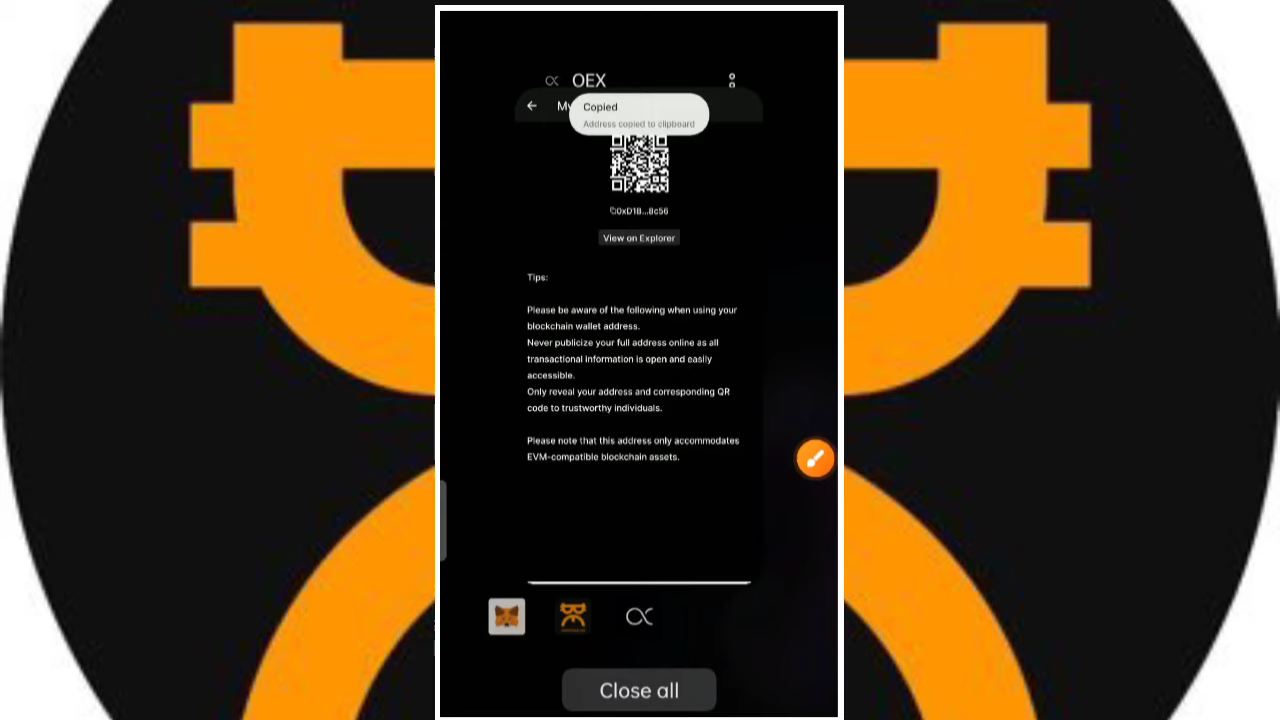 OEX
My
Copied
Address copied to clipboard
0xD1B...8c56
View on Explorer
Tips:
Please be aware of the following when using your
blockchain wallet address.
Never publicize your full address online as all
transactional information is open and easily
accessible.
Only reveal your address and corresponding QR
code to trustworthy individuals.
Please note that this address only accommodates
EVM-compatible blockchain assets.
Close all